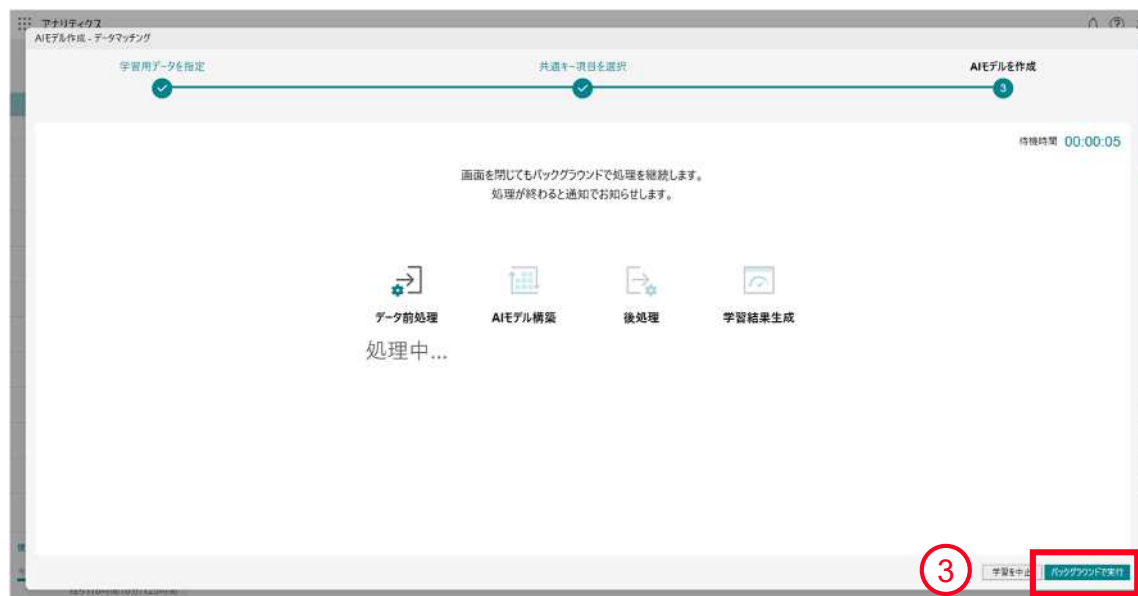 アナリティクス
AIモデル作成 - データマッチング
学習用データを指定
共通キー項目を選択
AIモデルを作成
3
待機時間 00:00:05
画面を閉じてもバックグラウンドで処理を継続します。
処理が終わると通知でお知らせします。
データ前処理
AIモデル構築
後処理
学習結果生成
処理中...
3
学習を中止
バックグラウンドで実行